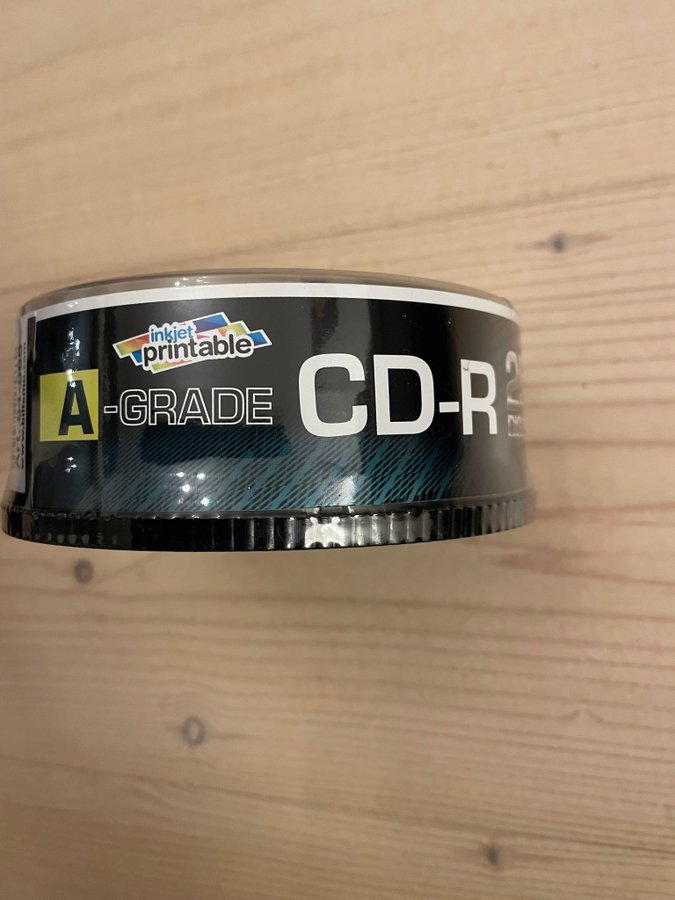 inkjet
printable
A-GRADE
CD-R